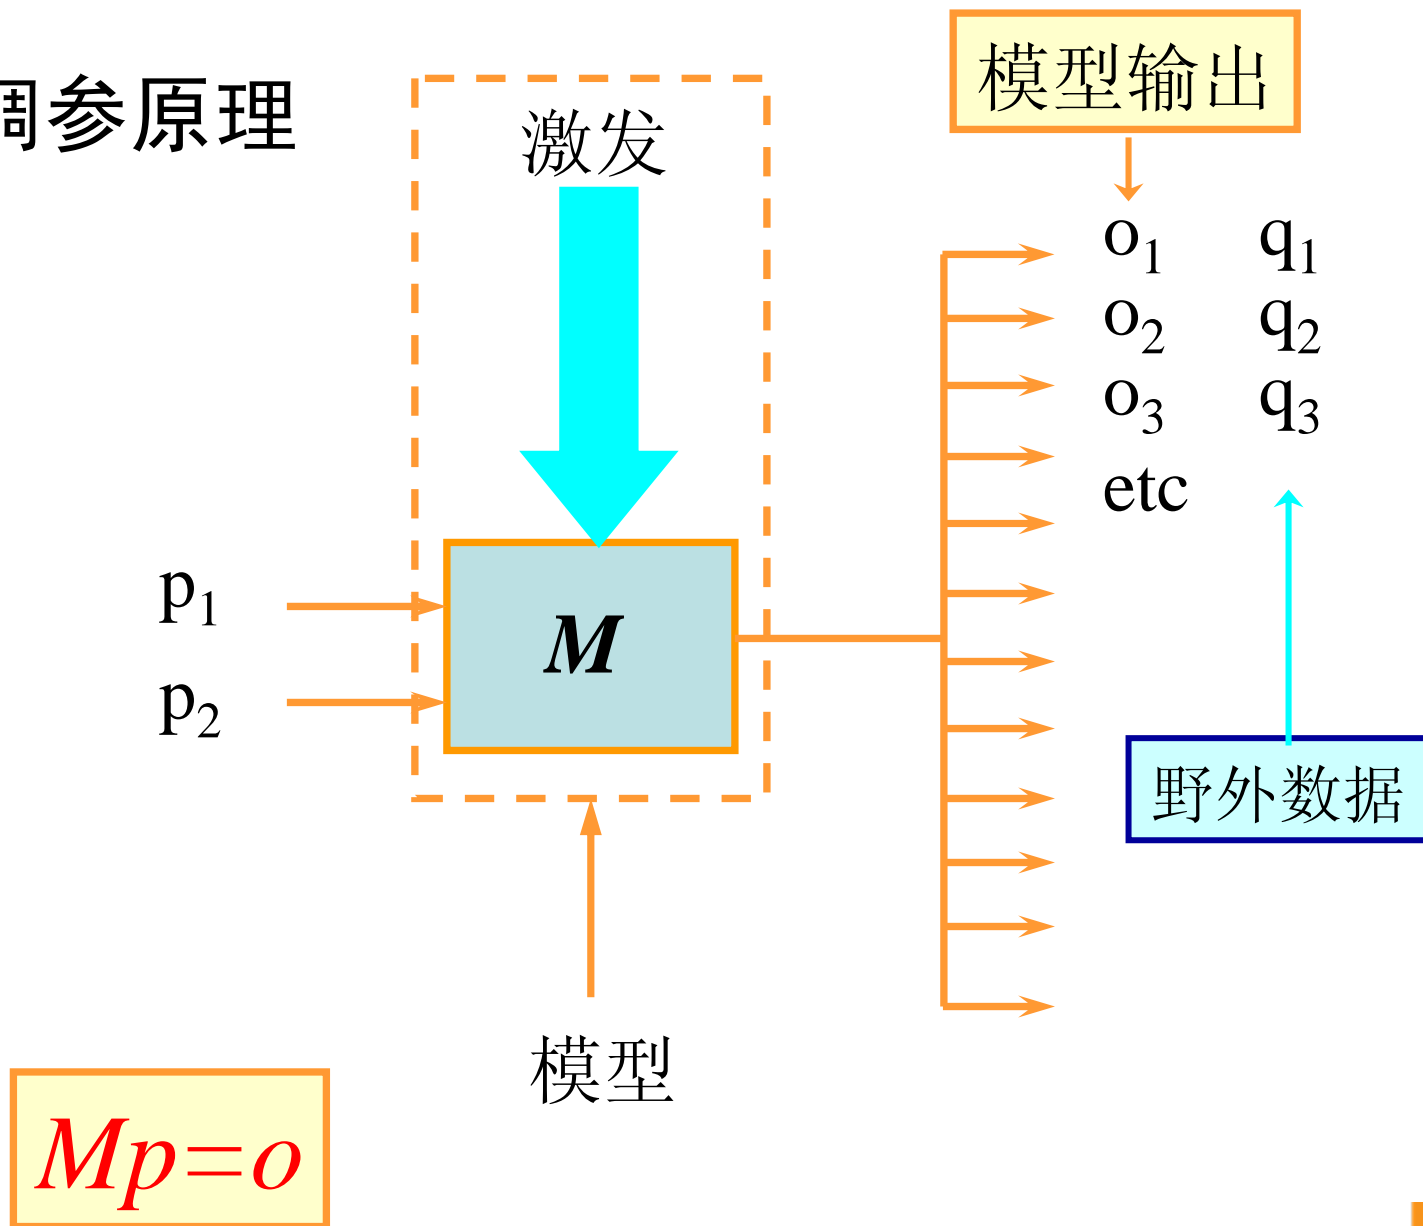 调参原理
激发
模型输出
o₁ q₁
o₂ q₂
o₃ q₃
etc
p₁
M
p₂
野外数据
模型
Mp=o